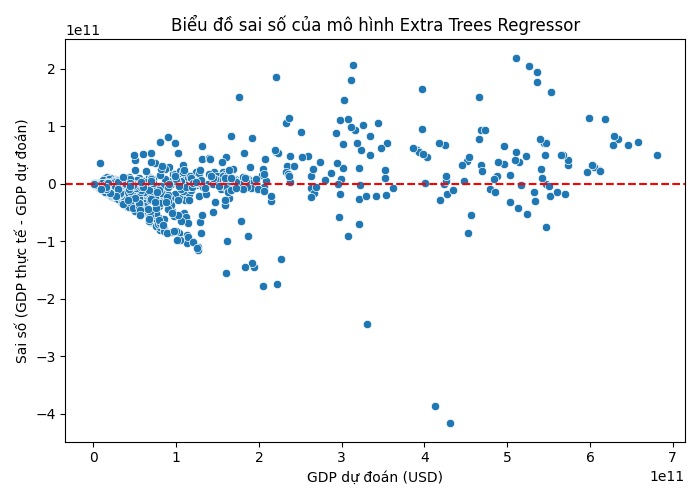 Biểu đồ sai số của mô hình Extra Trees Regressor
1e11
2
1
0
−1
−2
−3
−4
Sai số (GDP thực tế - GDP dự đoán)
0 1 2 3 4 5 6 7
1e11
GDP dự đoán (USD)